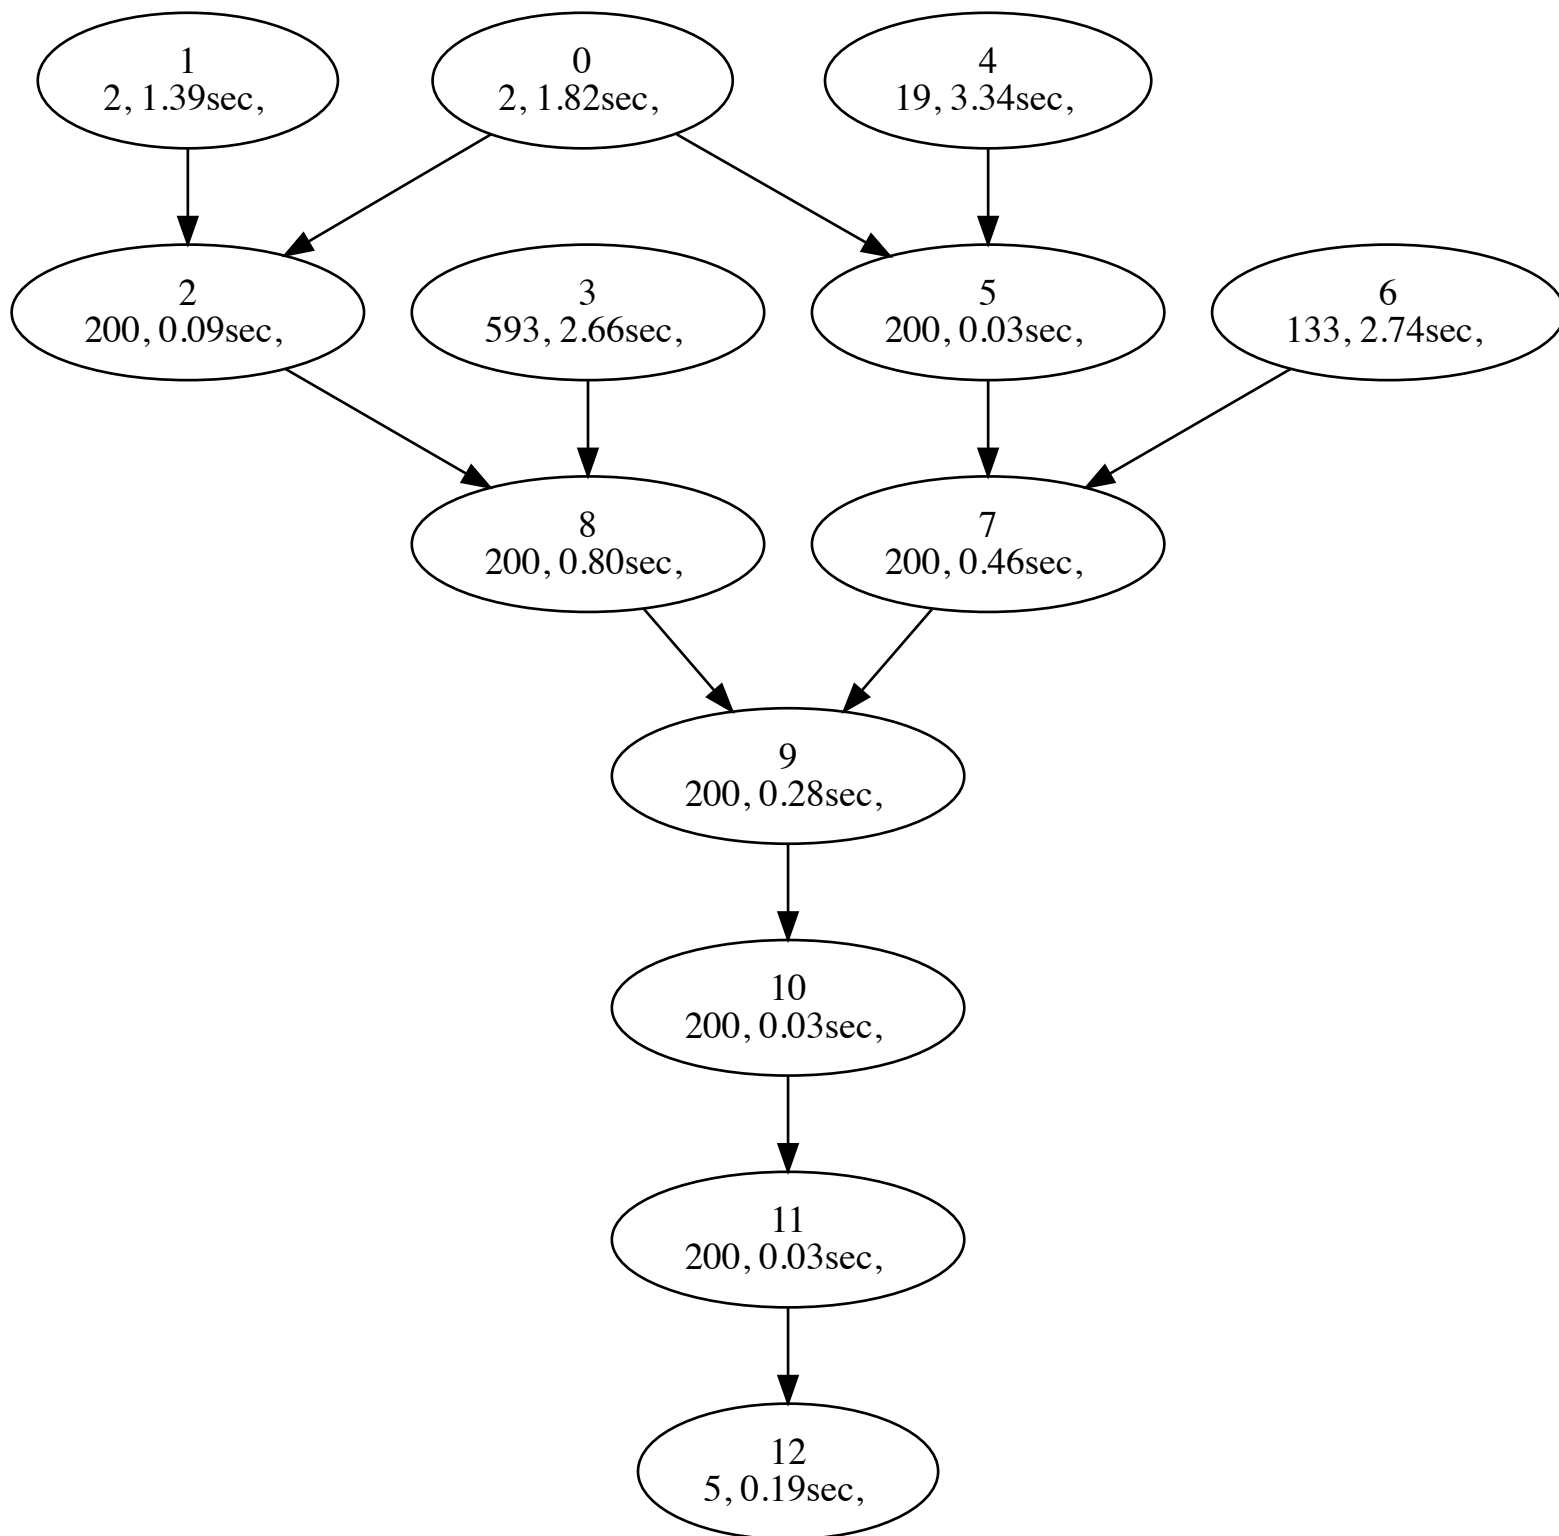 1
2, 1.39sec,
0
2, 1.82sec,
4
19, 3.34sec,
2
200, 0.09sec,
3
593, 2.66sec,
5
200, 0.03sec,
6
133, 2.74sec,
8
200, 0.80sec,
7
200, 0.46sec,
9
200, 0.28sec,
10
200, 0.03sec,
11
200, 0.03sec,
12
5, 0.19sec,